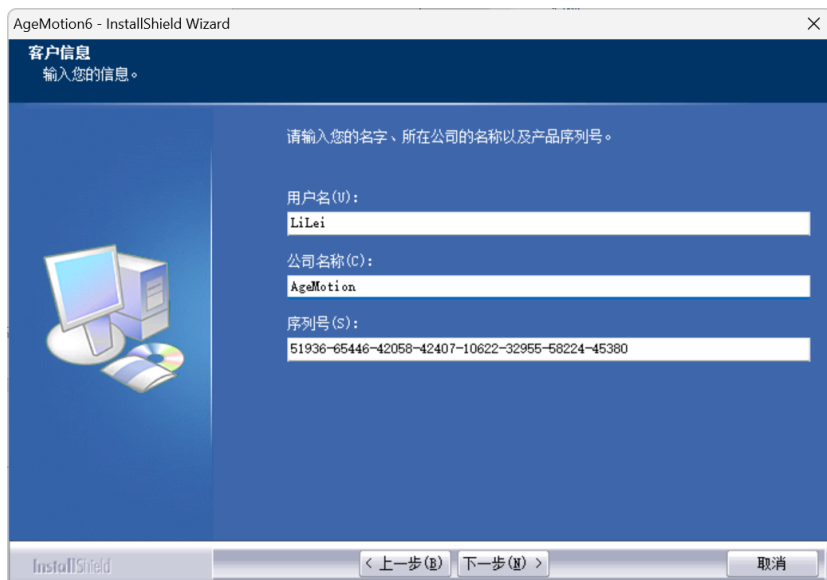 AgeMotion6 - InstallShield Wizard
客户信息
输入您的信息。
请输入您的名字、所在公司的名称以及产品序列号。
用户名(U):
LiLei
公司名称(C):
AgeMotion
序列号(S):
51936-65446-42058-42407-10622-32955-58224-45380
InstallShield
< 上一步(B) 下一步(N) > 取消